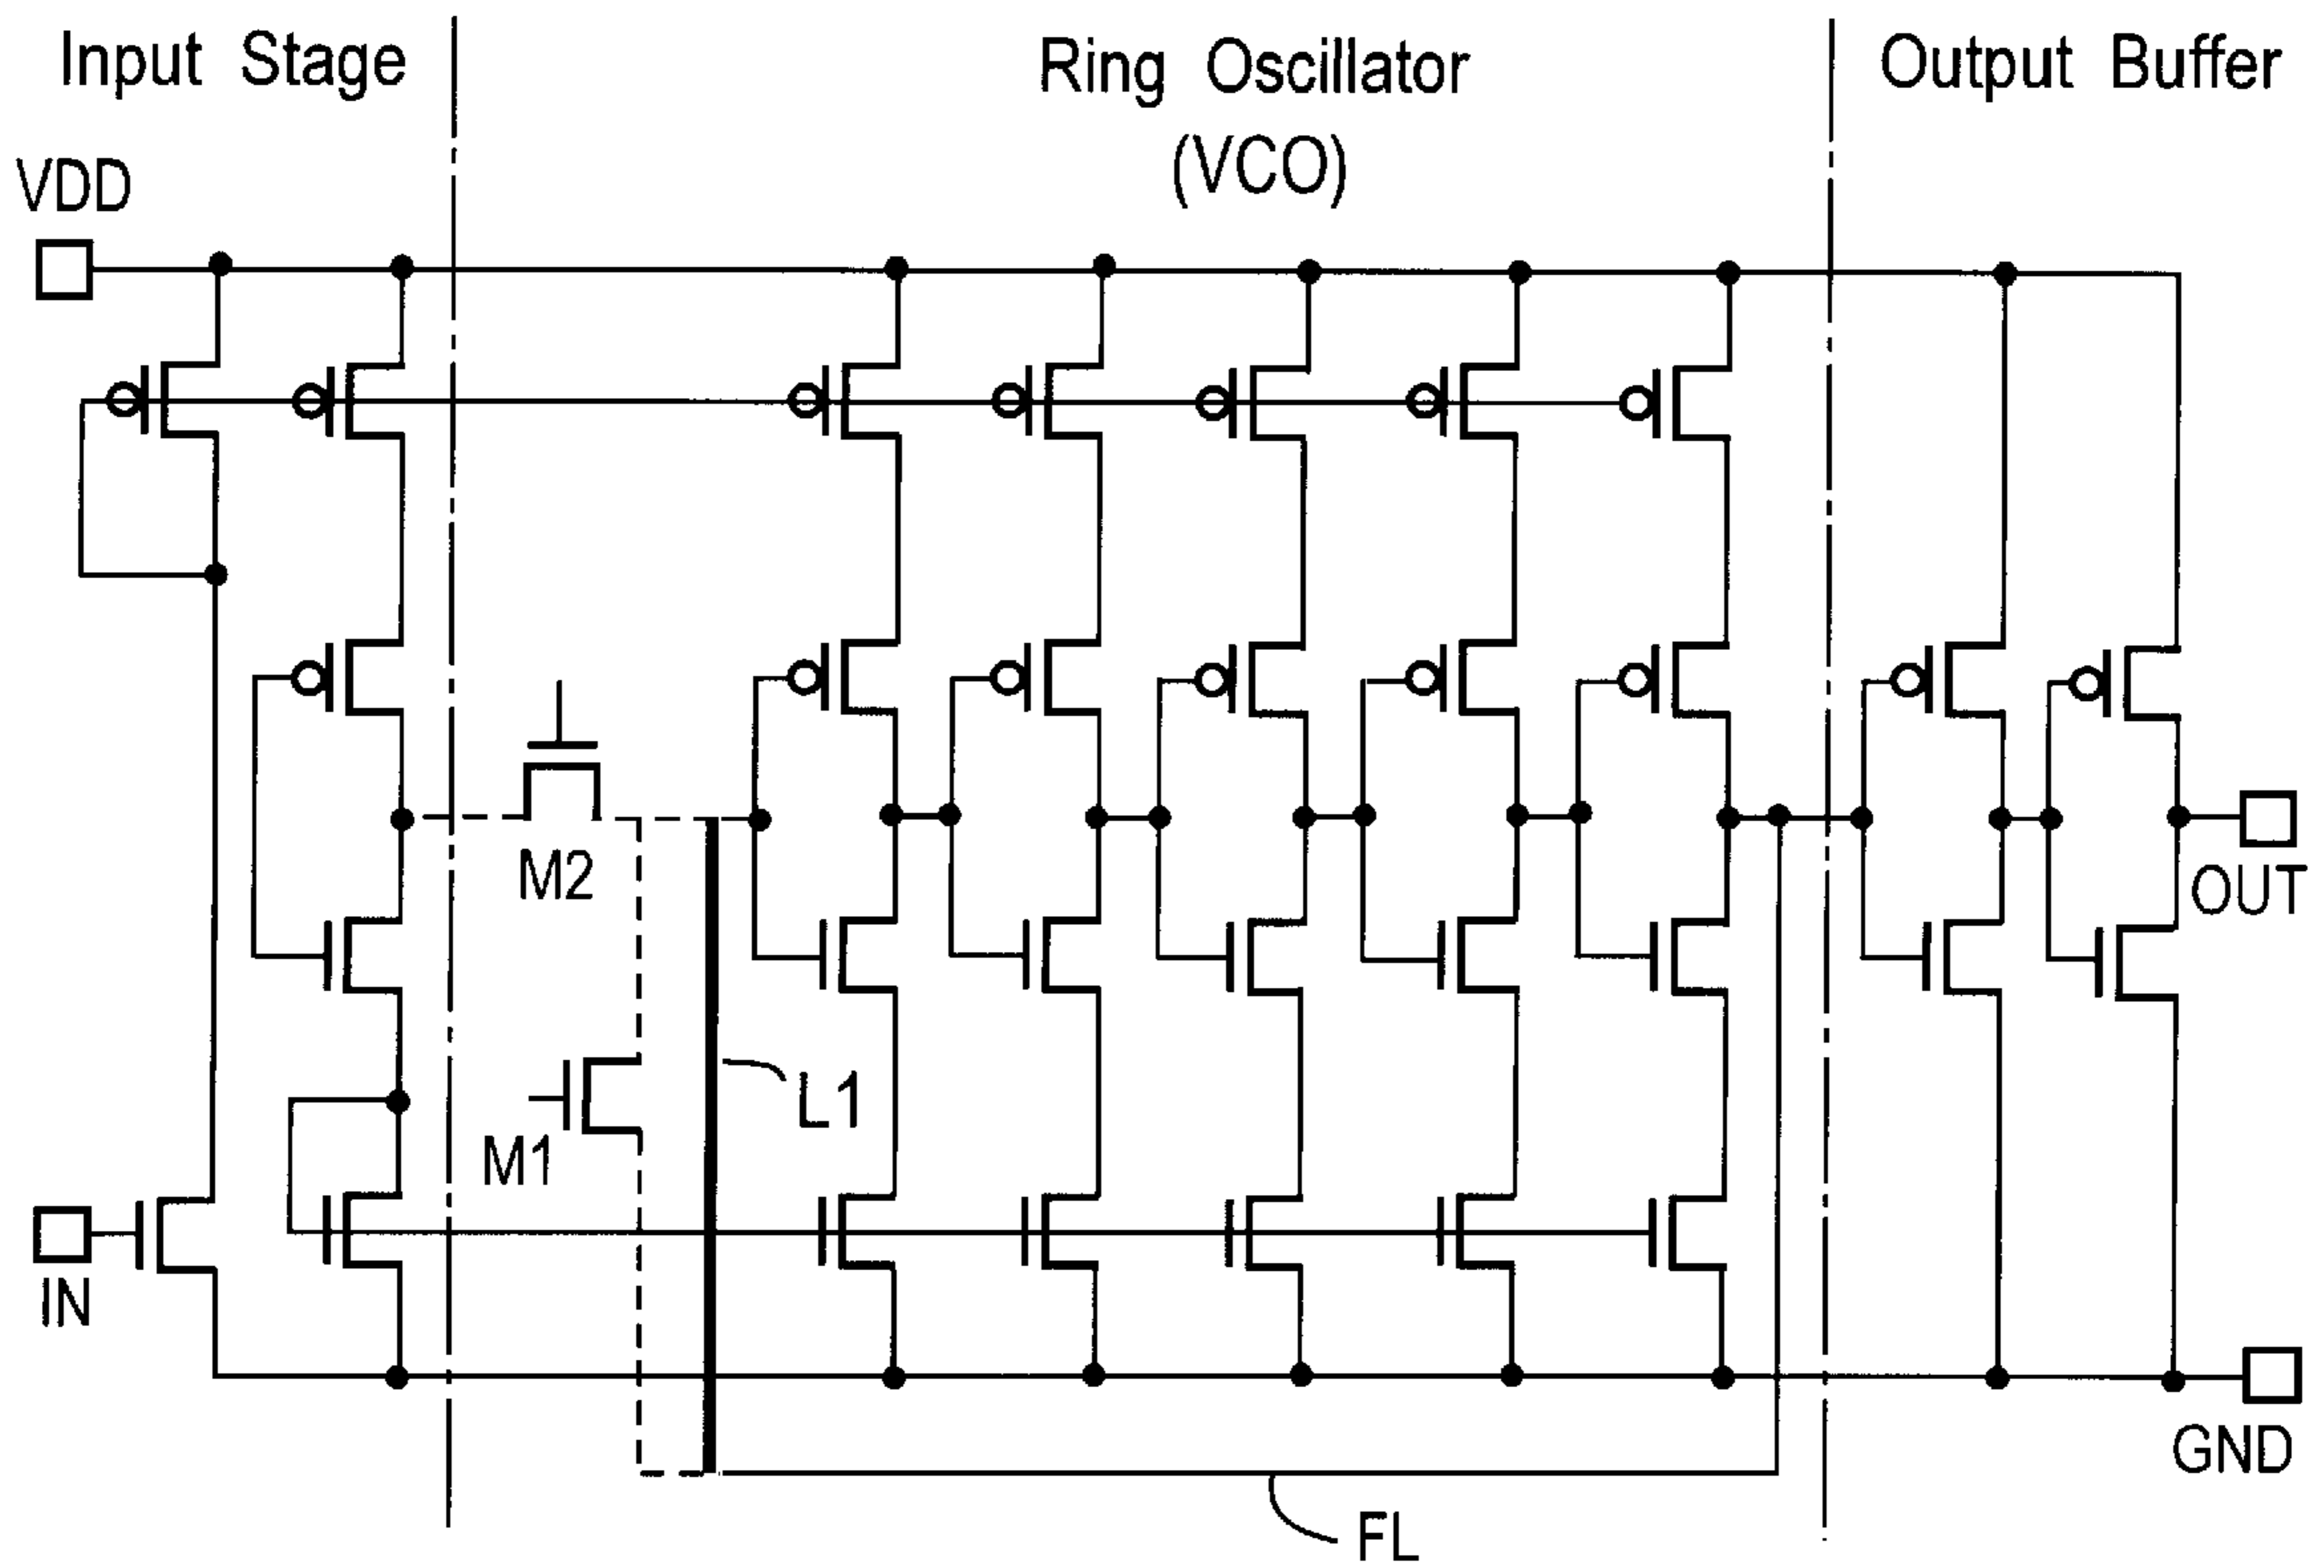 Input Stage
Ring Oscillator
(VCO)
Output Buffer
VDD
M2
OUT
L1
M1
IN
GND
FL